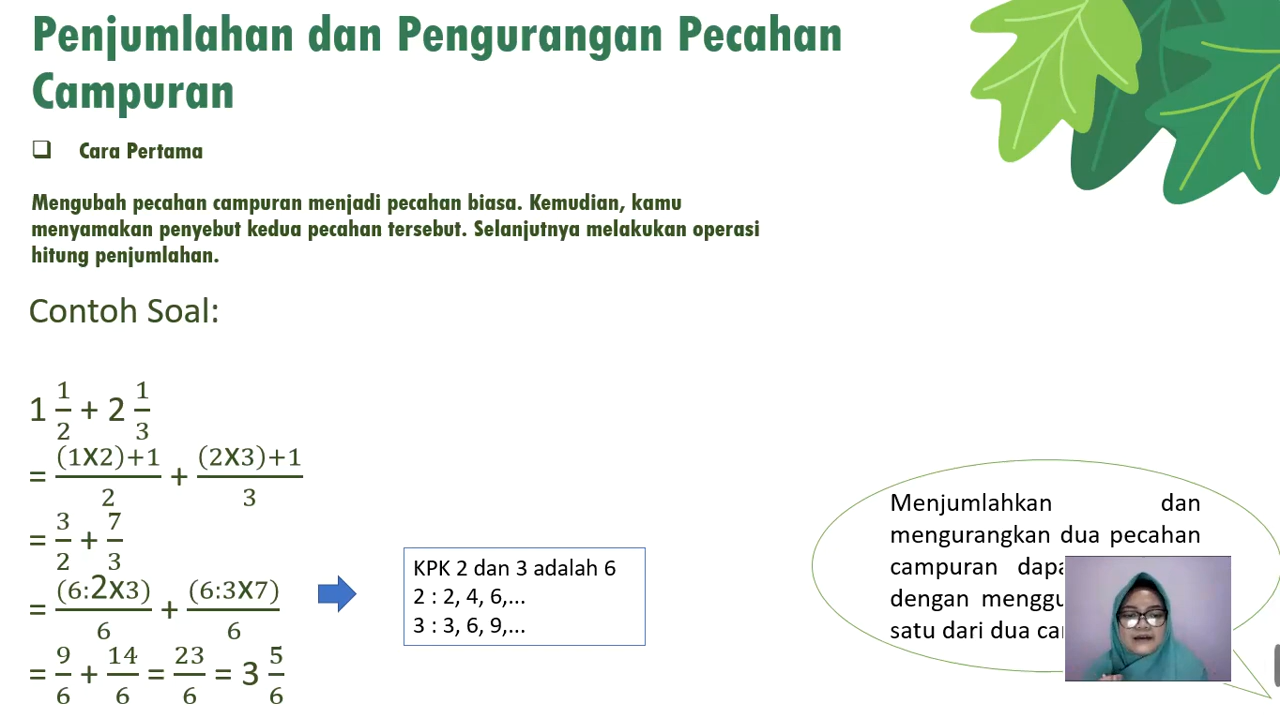 Penjumlahan dan Pengurangan Pecahan
Campuran
❑ Cara Pertama
Mengubah pecahan campuran menjadi pecahan biasa. Kemudian, kamu
menyamakan penyebut kedua pecahan tersebut. Selanjutnya melakukan operasi
hitung penjumlahan.
Contoh Soal:
1 1/2 + 2 1/3
= (1X2)+1/2 + (2X3)+1/3
= 3/2 + 7/3
= (6:2X3)/6 + (6:3X7)/6
= 9/6 + 14/6 = 23/6 = 3 5/6
KPK 2 dan 3 adalah 6
2 : 2, 4, 6,...
3 : 3, 6, 9,...
Menjumlahkan dan
mengurangkan dua pecahan
campuran
dengan
satu dari dua